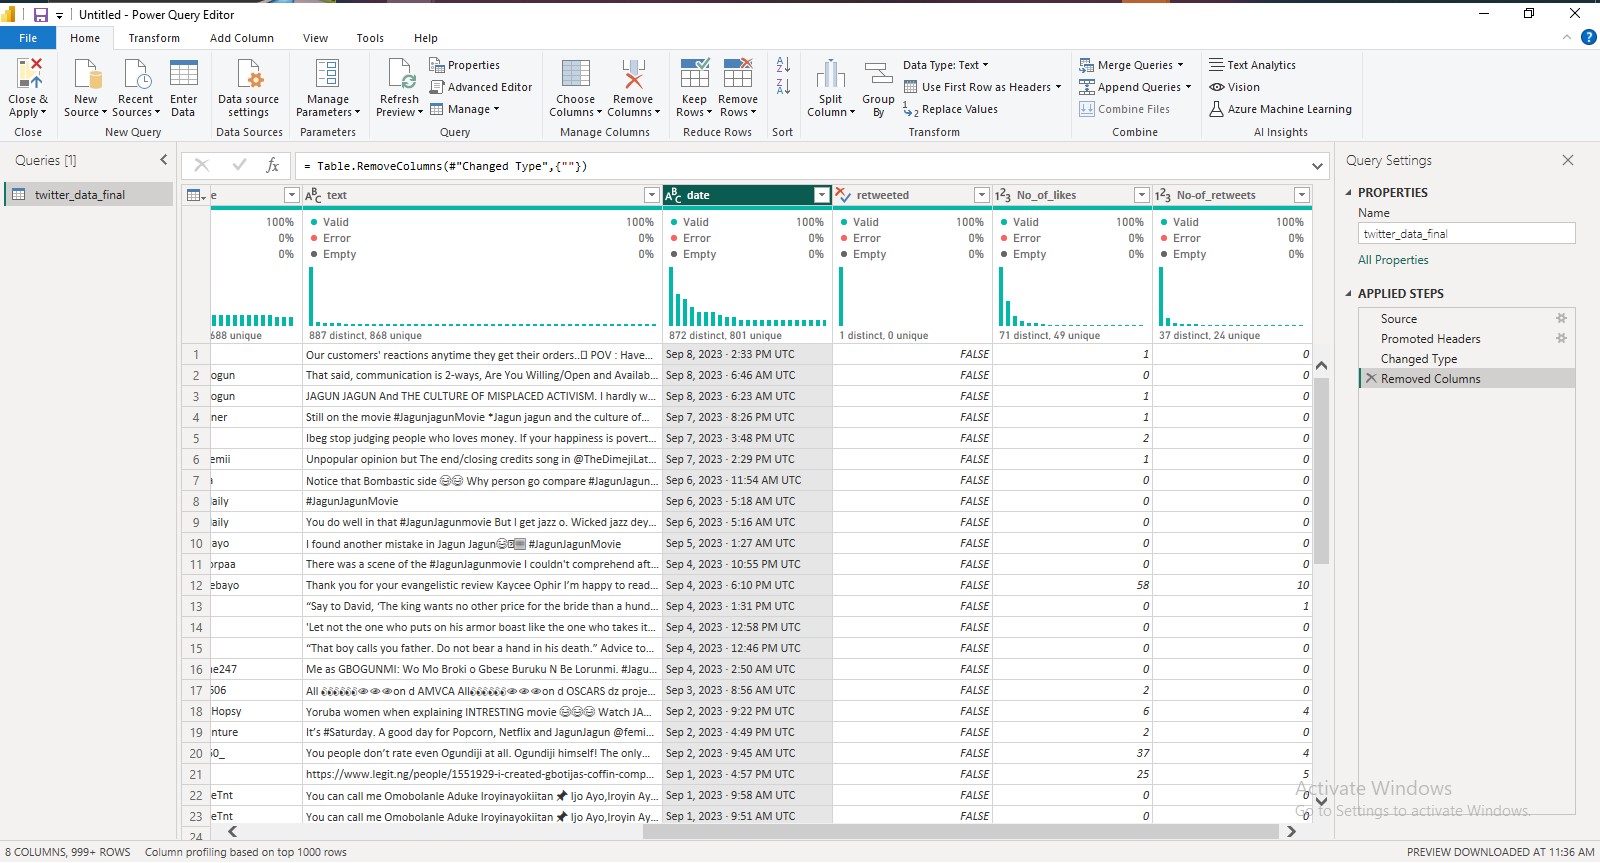 Untitled - Power Query Editor
File Home Transform Add Column View Tools Help
Close & Apply
New Source
Recent Sources
Enter Data
Data source settings
Manage Parameters
Refresh Preview
Properties
Advanced Editor
Manage
Choose Columns
Remove Columns
Keep Rows
Remove Rows
Split Column
Group By
Data Type: Text
Use First Row as Headers
Replace Values
Merge Queries
Append Queries
Combine Files
Text Analytics
Vision
Azure Machine Learning
Close New Query Data Sources Parameters Query Manage Columns Reduce Rows Sort Transform Combine AI Insights
Queries [1]
twitter_data_final
fx = Table.RemoveColumns(#"Changed Type",{""})
e text date retweeted No_of_likes No-of_retweets
100% Valid 100% Valid 100% Valid 100% Valid 100% Valid 100%
0% Error 0% Error 0% Error 0% Error 0% Error 0%
0% Empty 0% Empty 0% Empty 0% Empty 0% Empty 0%
688 unique 887 distinct, 868 unique 872 distinct, 801 unique 1 distinct, 0 unique 71 distinct, 49 unique 37 distinct, 24 unique
1 Our customers' reactions anytime they get their orders.. POV : Have... Sep 8, 2023 · 2:33 PM UTC FALSE 1 0
2 ogun That said, communication is 2-ways, Are You Willing/Open and Availab... Sep 8, 2023 · 6:46 AM UTC FALSE 0 0
3 ogun JAGUN JAGUN And THE CULTURE OF MISPLACED ACTIVISM. I hardly w... Sep 8, 2023 · 6:23 AM UTC FALSE 1 0
4 ner Still on the movie #JagunjagunMovie *Jagun jagun and the culture of... Sep 7, 2023 · 8:26 PM UTC FALSE 1 0
5 Ibeg stop judging people who loves money. If your happiness is povert... Sep 7, 2023 · 3:48 PM UTC FALSE 2 0
6 emii Unpopular opinion but The end/closing credits song in @TheDimejiLat... Sep 7, 2023 · 2:29 PM UTC FALSE 1 0
7 Notice that Bombastic side 😂😂 Why person go compare #JagunJagun... Sep 6, 2023 · 11:54 AM UTC FALSE 0 0
8 aily #JagunJagunMovie Sep 6, 2023 · 5:18 AM UTC FALSE 0 0
9 aily You do well in that #JagunJagunmovie But I get jazz o. Wicked jazz dey... Sep 6, 2023 · 5:16 AM UTC FALSE 0 0
10 ayo I found another mistake in Jagun Jagun #JagunJagunMovie Sep 5, 2023 · 1:27 AM UTC FALSE 0 0
11 orpaa There was a scene of the #JagunJagunmovie I couldn't comprehend aft... Sep 4, 2023 · 10:55 PM UTC FALSE 0 0
12 ebayo Thank you for your evangelistic review Kaycee Ophir I’m happy to read... Sep 4, 2023 · 6:10 PM UTC FALSE 58 10
13 “Say to David, ‘The king wants no other price for the bride than a hund... Sep 4, 2023 · 1:31 PM UTC FALSE 0 1
14 'Let not the one who puts on his armor boast like the one who takes it... Sep 4, 2023 · 12:58 PM UTC FALSE 0 0
15 “That boy calls you father. Do not bear a hand in his death.” Advice to... Sep 4, 2023 · 12:46 PM UTC FALSE 0 0
16 ne247 Me as GBOGUNMI: Wo Mo Broki o Gbese Buruku N Be Lorunmi. #Jagu... Sep 4, 2023 · 2:50 AM UTC FALSE 0 0
17 506 All 👀👀👀👀👀👀👁👁👁on d AMVCA All👀👀👀👀👀👀👁👁👁on d OSCARS dz proje... Sep 3, 2023 · 8:56 AM UTC FALSE 2 0
18 Hopsy Yoruba women when explaining INTRESTING movie 😂😂😂 Watch JA... Sep 2, 2023 · 9:22 PM UTC FALSE 6 4
19 nture It’s #Saturday. A good day for Popcorn, Netflix and JagunJagun @femi... Sep 2, 2023 · 4:49 PM UTC FALSE 2 0
20 60_ You people don’t rate even Ogundiji at all. Ogundiji himself! The only... Sep 2, 2023 · 9:45 AM UTC FALSE 37 4
21 https://www.legit.ng/people/1551929-i-created-gbotijas-coffin-comp... Sep 1, 2023 · 4:57 PM UTC FALSE 25 5
22 eTnt You can call me Omobolanle Aduke Iroyinayokiitan 📌 Ijo Ayo,Iroyin Ay... Sep 1, 2023 · 9:58 AM UTC FALSE 0 0
23 eTnt You can call me Omobolanle Aduke Iroyinayokiitan 📌 Ijo Ayo,Iroyin Ay... Sep 1, 2023 · 9:51 AM UTC FALSE 0 0
24
Query Settings
PROPERTIES
Name
twitter_data_final
All Properties
APPLIED STEPS
Source
Promoted Headers
Changed Type
Removed Columns
Activate Windows
Go to Settings to activate Windows.
8 COLUMNS, 999+ ROWS Column profiling based on top 1000 rows PREVIEW DOWNLOADED AT 11:36 AM